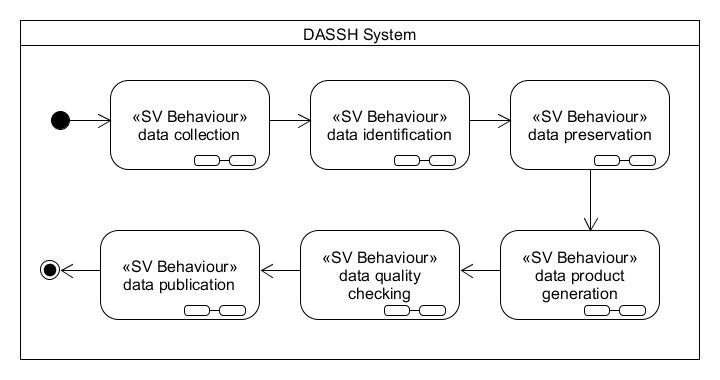 DASSH System
«SV Behaviour»
data collection
«SV Behaviour»
data identification
«SV Behaviour»
data preservation
«SV Behaviour»
data publication
«SV Behaviour»
data quality
checking
«SV Behaviour»
data product
generation